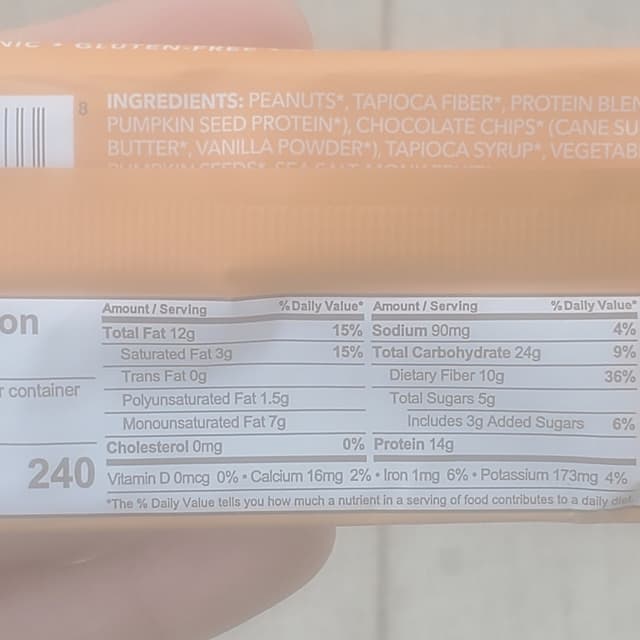 GLUTEN-FREE
8
INGREDIENTS: PEANUTS*, TAPIOCA FIBER*, PROTEIN
PUMPKIN SEED PROTEIN*), CHOCOLATE CHIPS* (CANE
BUTTER*, VANILLA POWDER*), TAPIOCA SYRUP*,
on
r container
240
Amount / Serving % Daily Value*
Total Fat 12g 15%
Saturated Fat 3g 15%
Trans Fat 0g
Polyunsaturated Fat 1.5g
Monounsaturated Fat 7g
Cholesterol 0mg 0%
Amount / Serving % Daily Value*
Sodium 90mg 4%
Total Carbohydrate 24g 9%
Dietary Fiber 10g 36%
Total Sugars 5g
Includes 3g Added Sugars 6%
Protein 14g
Vitamin D 0mcg 0% • Calcium 16mg 2% • Iron 1mg 6% • Potassium 173mg 4%
*The % Daily Value tells you how much a nutrient in a serving of food contributes to a daily diet.